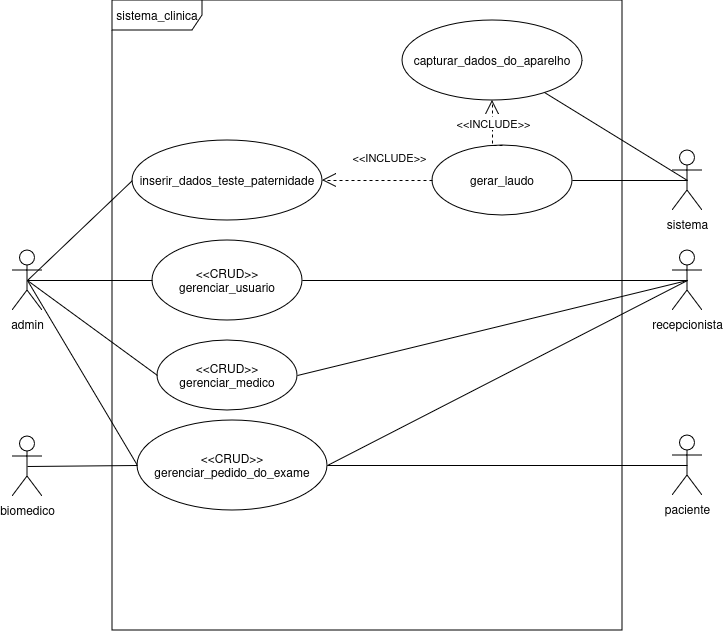 sistema_clinica
capturar_dados_do_aparelho
<<INCLUDE>>
<<INCLUDE>>
inserir_dados_teste_paternidade
gerar_laudo
sistema
<<CRUD>>
gerenciar_usuario
admin
recepcionista
<<CRUD>>
gerenciar_medico
<<CRUD>>
gerenciar_pedido_do_exame
biomedico
paciente